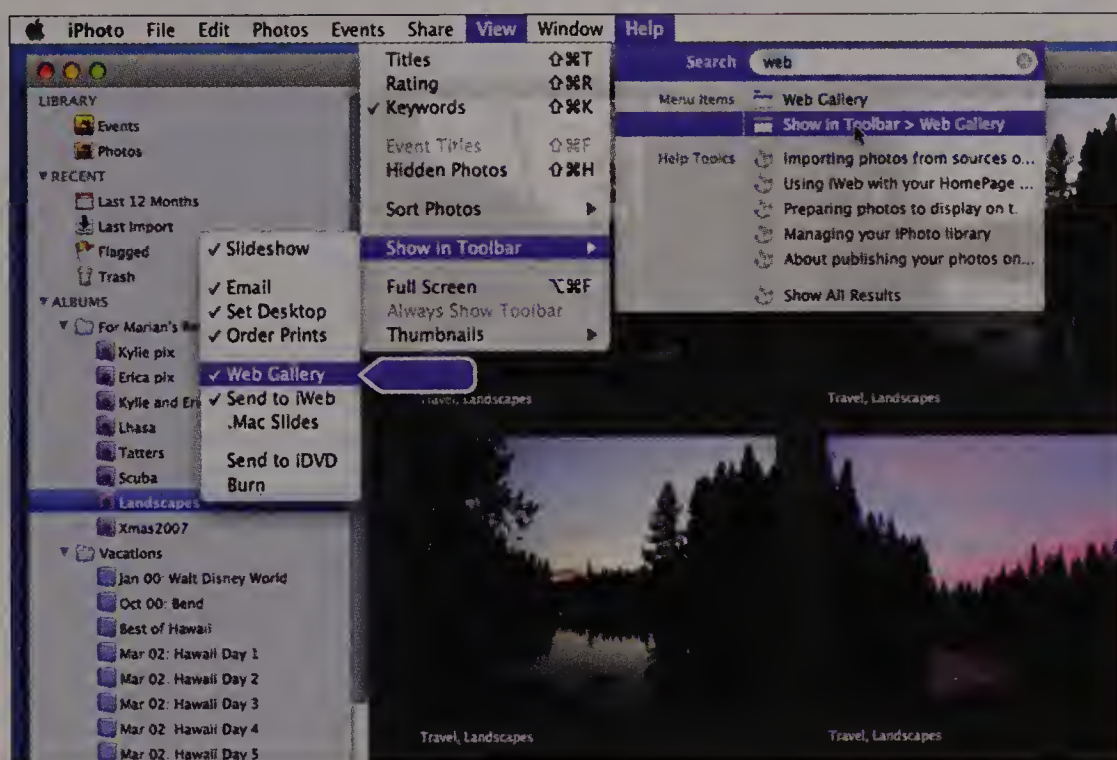 iPhoto File Edit Photos Events Share View Window Help
LIBRARY
Events
Photos
RECENT
Last 12 Months
Last Import
Flagged
Trash
ALBUMS
For Marian's
Kylie pix
Erica pix
Kylie and
Lhasa
Tatters
Scuba
Landscapes
Xmas2007
Vacations
Jan 00: Walt Disney World
Oct 00: Bend
Best of Hawaii
Mar 02: Hawaii Day 1
Mar 02: Hawaii Day 2
Mar 02: Hawaii Day 3
Mar 02: Hawaii Day 4
Mar 02: Hawaii Day 5
✓ Slideshow
✓ Email
✓ Set Desktop
✓ Order Prints
✓ Web Gallery
✓ Send to iWeb
.Mac Slides
Send to iDVD
Burn
Titles ⇧⌘T
Rating ⇧⌘R
✓ Keywords ⇧⌘K
Event Titles ⇧⌘F
Hidden Photos ⇧⌘H
Sort Photos
Show in Toolbar
Full Screen ⌥⌘F
Always Show Toolbar
Thumbnails
Search web
Menu Items Web Gallery
Show in Toolbar > Web Gallery
Help Topics Importing photos from sources o...
Using iWeb with your HomePage ...
Preparing photos to display on t.
Managing your iPhoto library
About publishing your photos on...
Show All Results
Travel, Landscapes
Travel, Landscapes
Travel, Landscapes
Travel, Landscapes